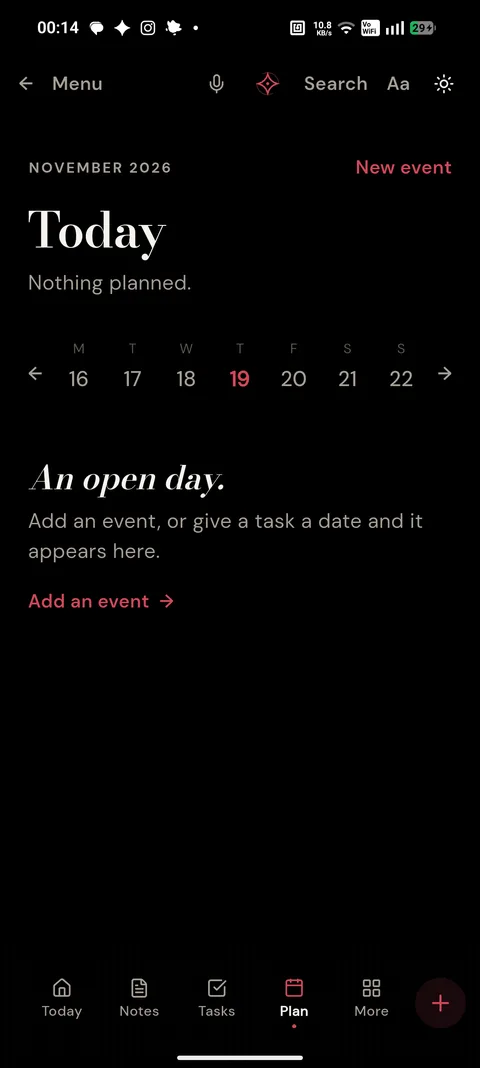 00:14
10.8
KB/s
Vo
WiFi
29
Menu
Search
Aa
NOVEMBER 2026
New event
Today
Nothing planned.
M T W T F S S
16 17 18 19 20 21 22
An open day.
Add an event, or give a task a date and it
appears here.
Add an event
Today Notes Tasks Plan More